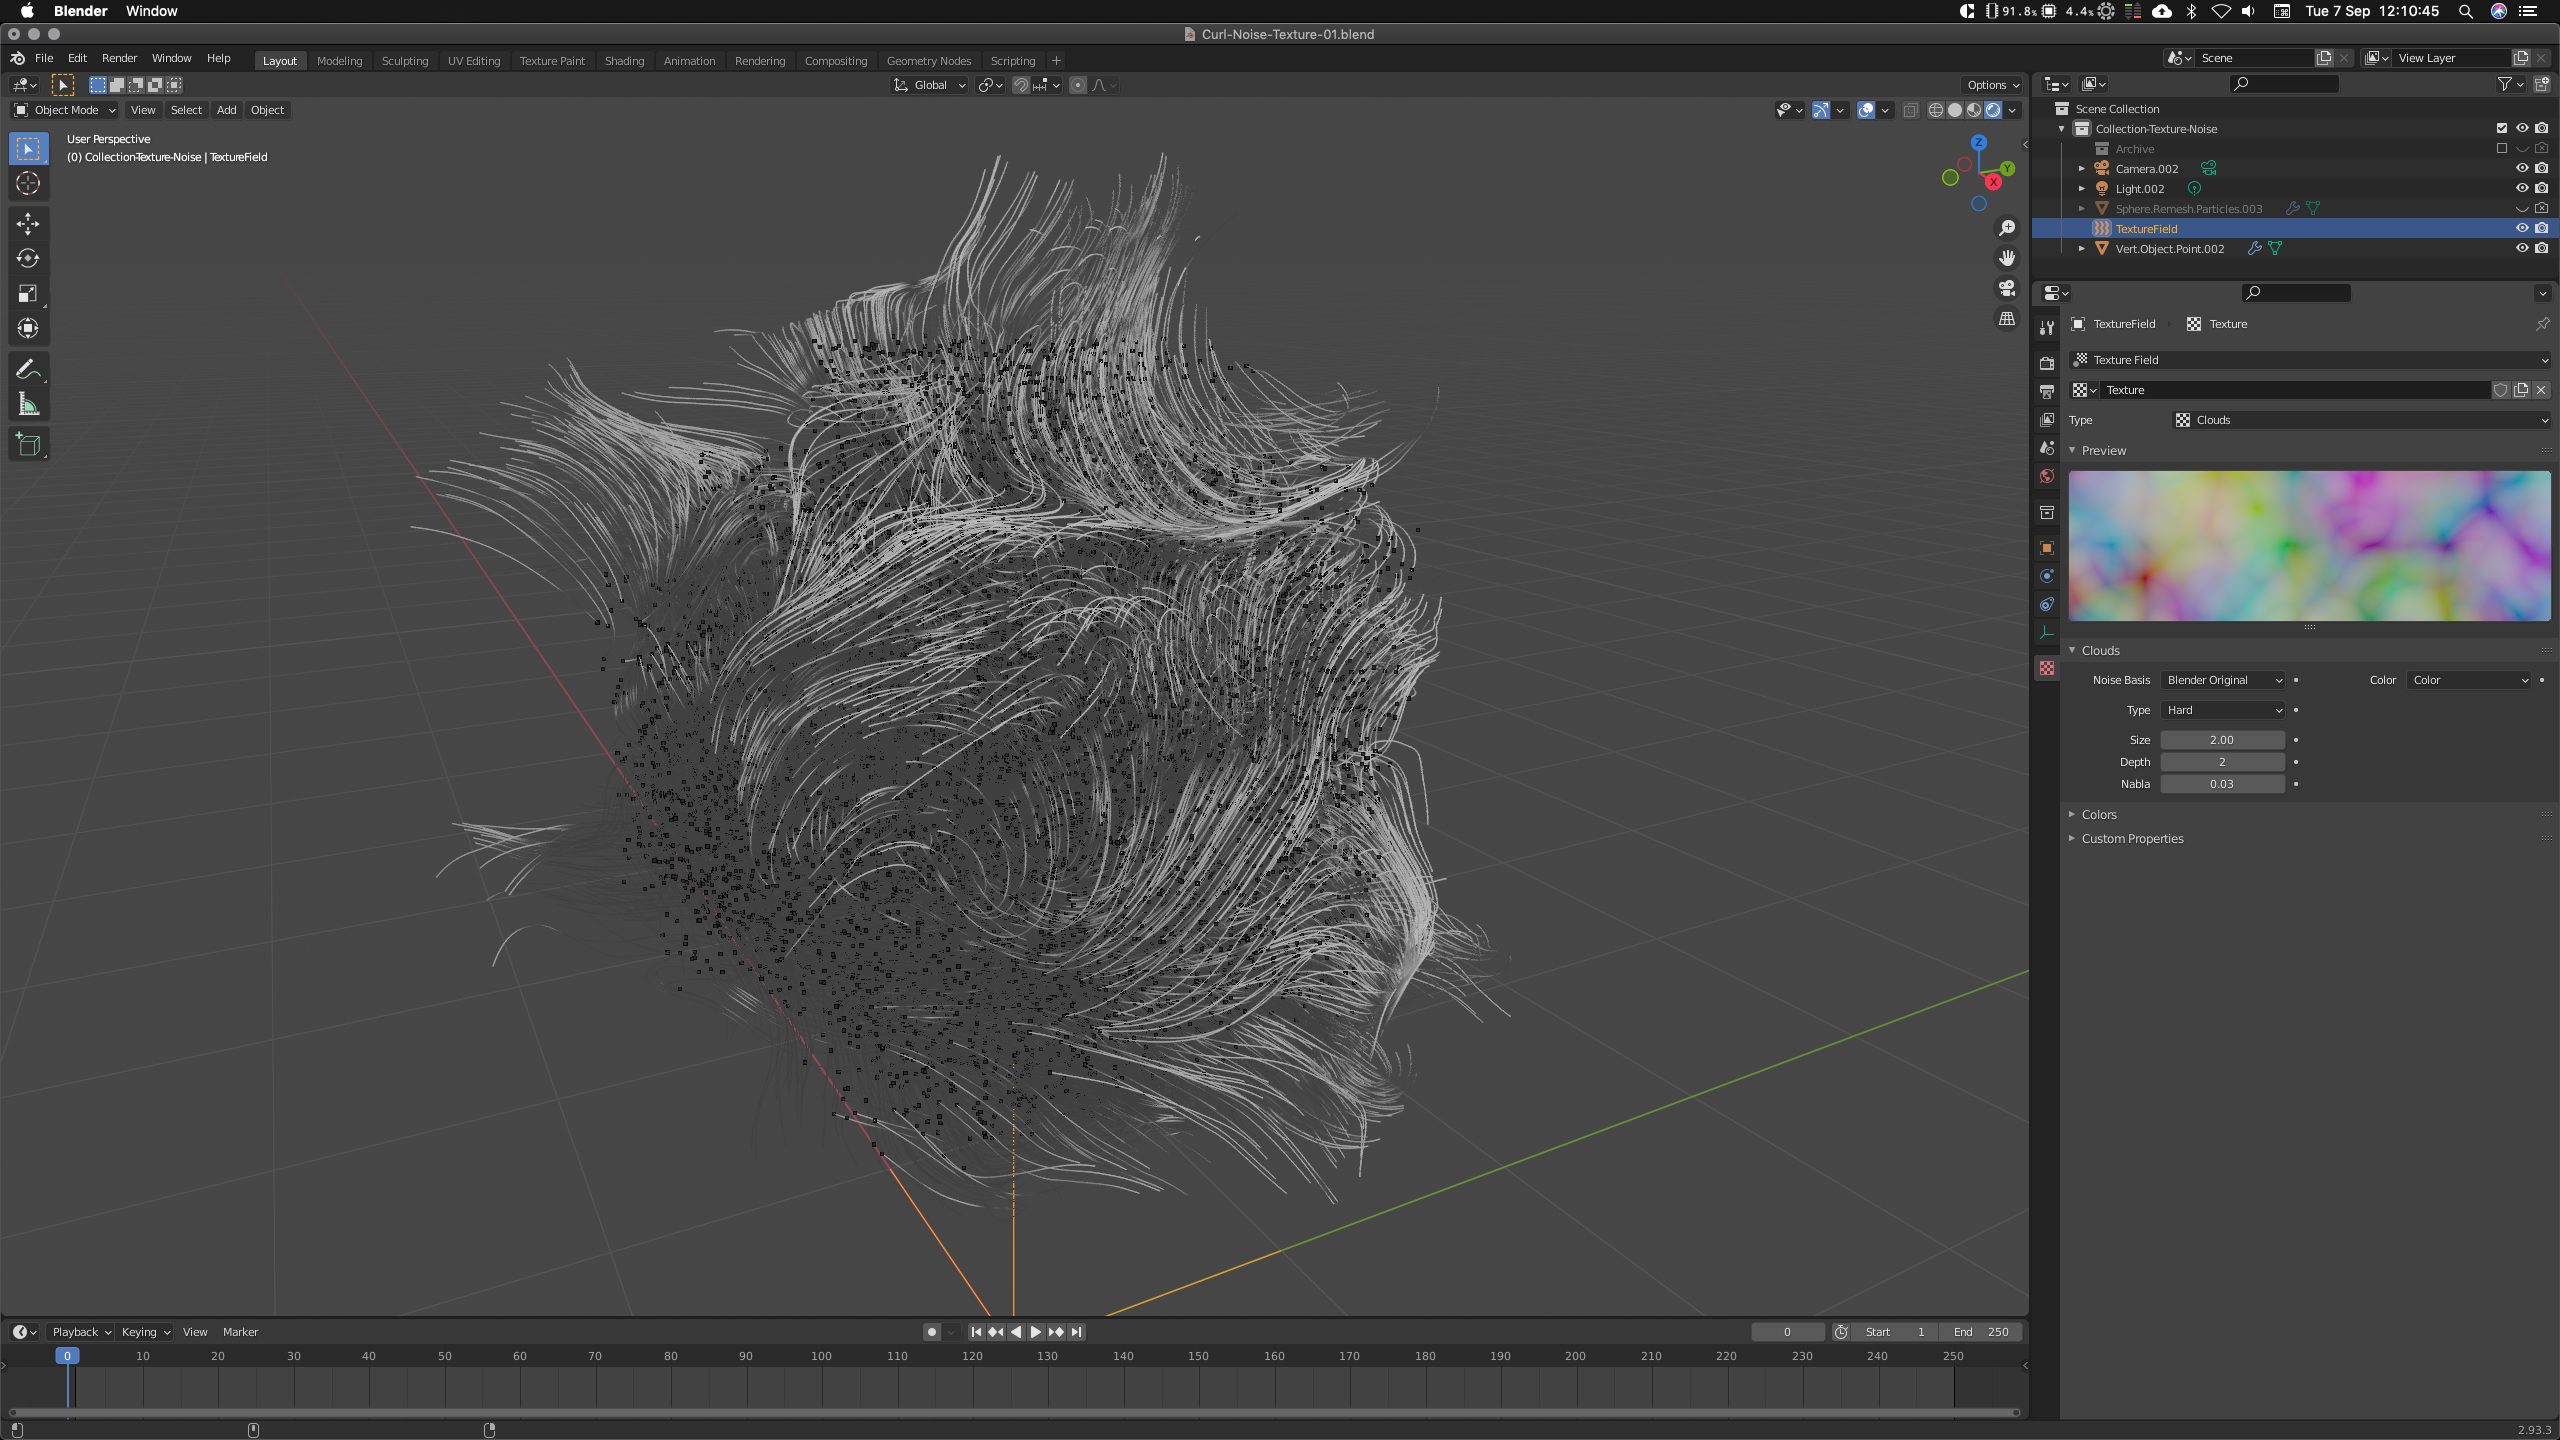 Blender Window 91.8% 4.4% Tue 7 Sep 12:10:45
Curl-Noise-Texture-01.blend
File Edit Render Window Help Layout Modeling Sculpting UV Editing Texture Paint Shading Animation Rendering Compositing Geometry Nodes Scripting + Scene View Layer
Global Options
Object Mode View Select Add Object
User Perspective
(0) Collection-Texture-Noise | TextureField
Z
Y
X
Scene Collection
Collection-Texture-Noise
Archive
Camera.002
Light.002
Sphere.Remesh.Particles.003
TextureField
Vert.Object.Point.002
TextureField Texture
Texture Field
Texture
Type Clouds
Preview
Clouds
Noise Basis Blender Original Color Color
Type Hard
Size 2.00
Depth 2
Nabla 0.03
Colors
Custom Properties
Playback Keying View Marker 0 Start 1 End 250
0 10 20 30 40 50 60 70 80 90 100 110 120 130 140 150 160 170 180 190 200 210 220 230 240 250
2.93.3